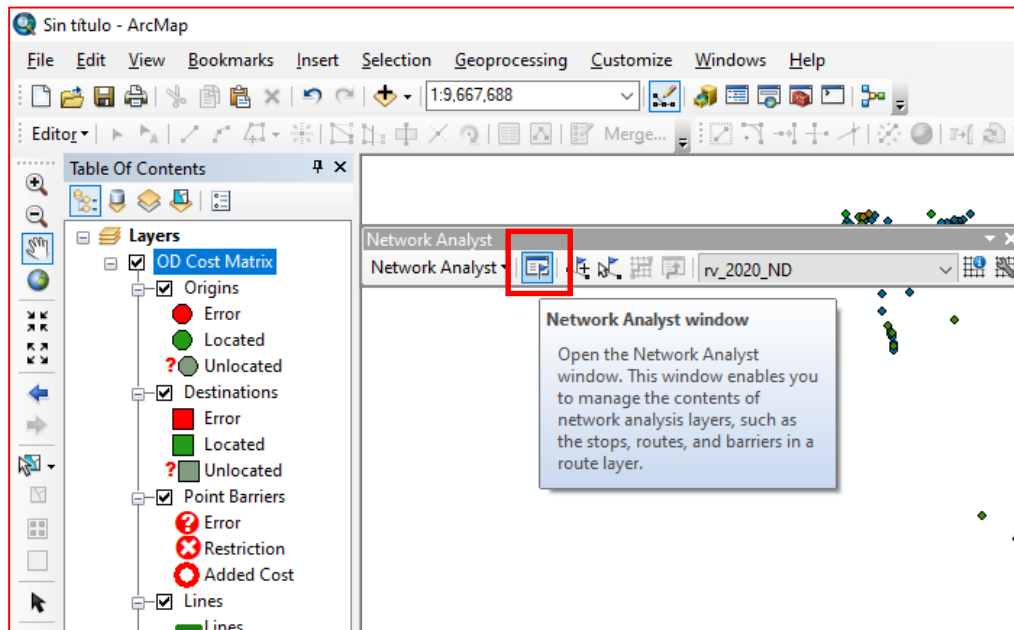 Sin título - ArcMap
File Edit View Bookmarks Insert Selection Geoprocessing Customize Windows Help
1:9,667,688
Editor Merge...
Table Of Contents
Layers
OD Cost Matrix
Origins
Error
Located
? Unlocated
Destinations
Error
Located
? Unlocated
Point Barriers
Error
Restriction
Added Cost
Lines
Lines
Network Analyst
Network Analyst rv_2020_ND
Network Analyst window
Open the Network Analyst
window. This window enables you
to manage the contents of
network analysis layers, such as
the stops, routes, and barriers in a
route layer.